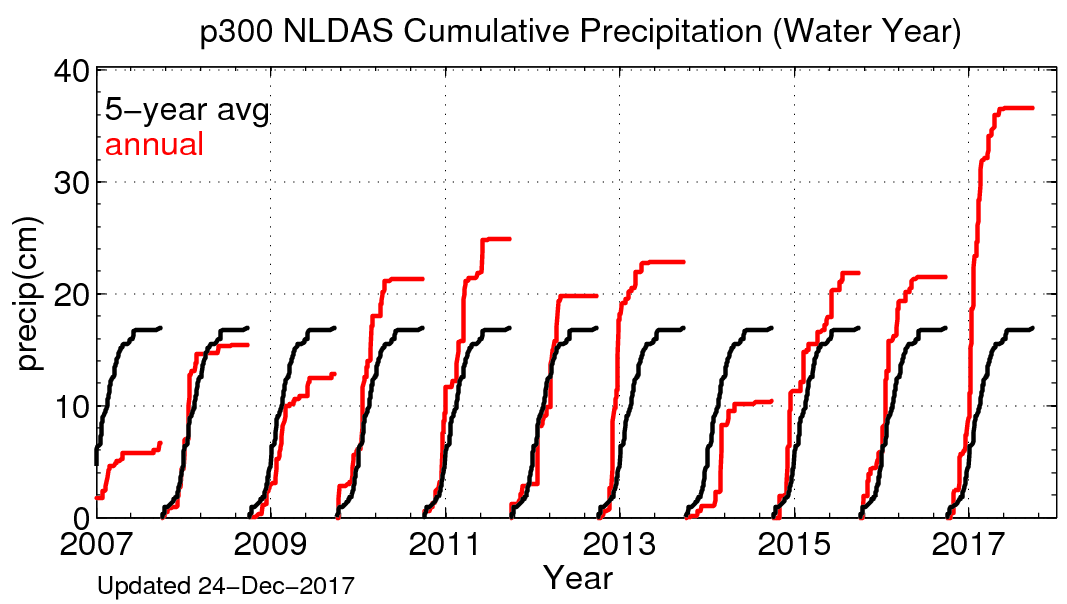 p300 NLDAS Cumulative Precipitation (Water Year)
40
5−year avg
annual
30
precip(cm)
20
10
0
2007 2009 2011 2013 2015 2017
Year
Updated 24−Dec−2017